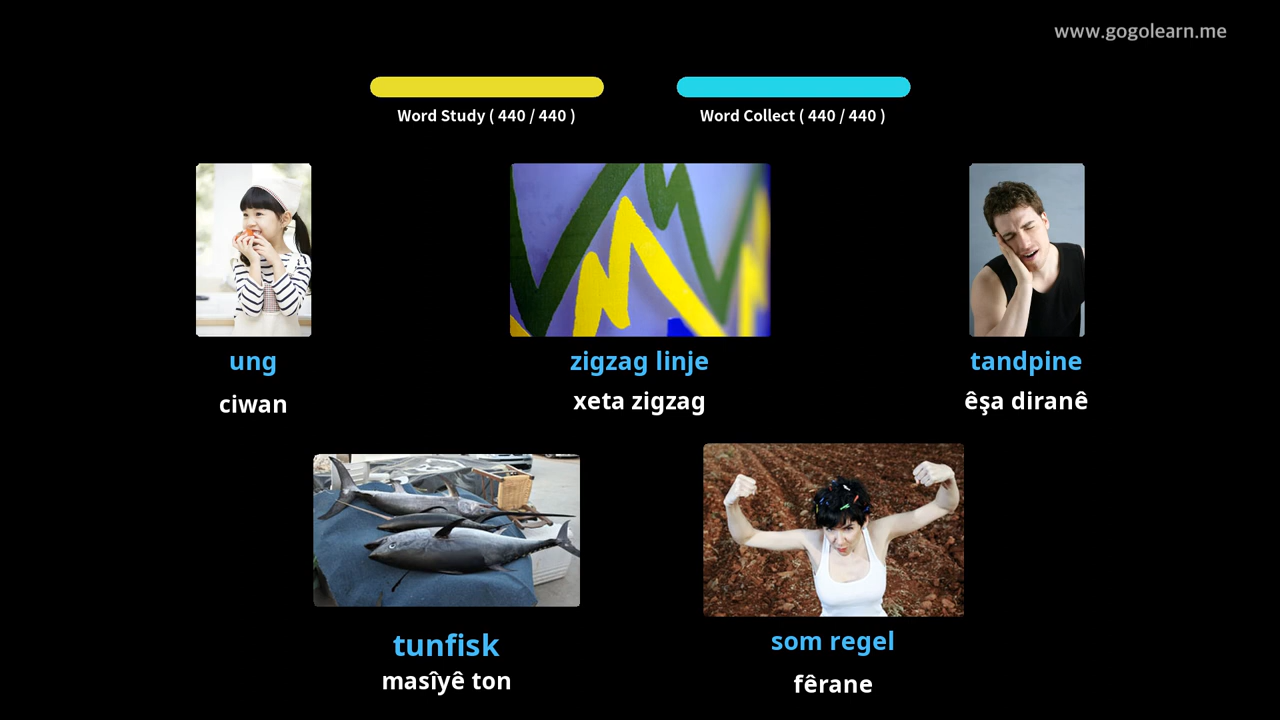 www.gogolearn.me
Word Study ( 440 / 440 )
Word Collect ( 440 / 440 )
ung
ciwan
zigzag linje
xeta zigzag
tandpine
êşa diranê
tunfisk
masîyê ton
som regel
fêrane